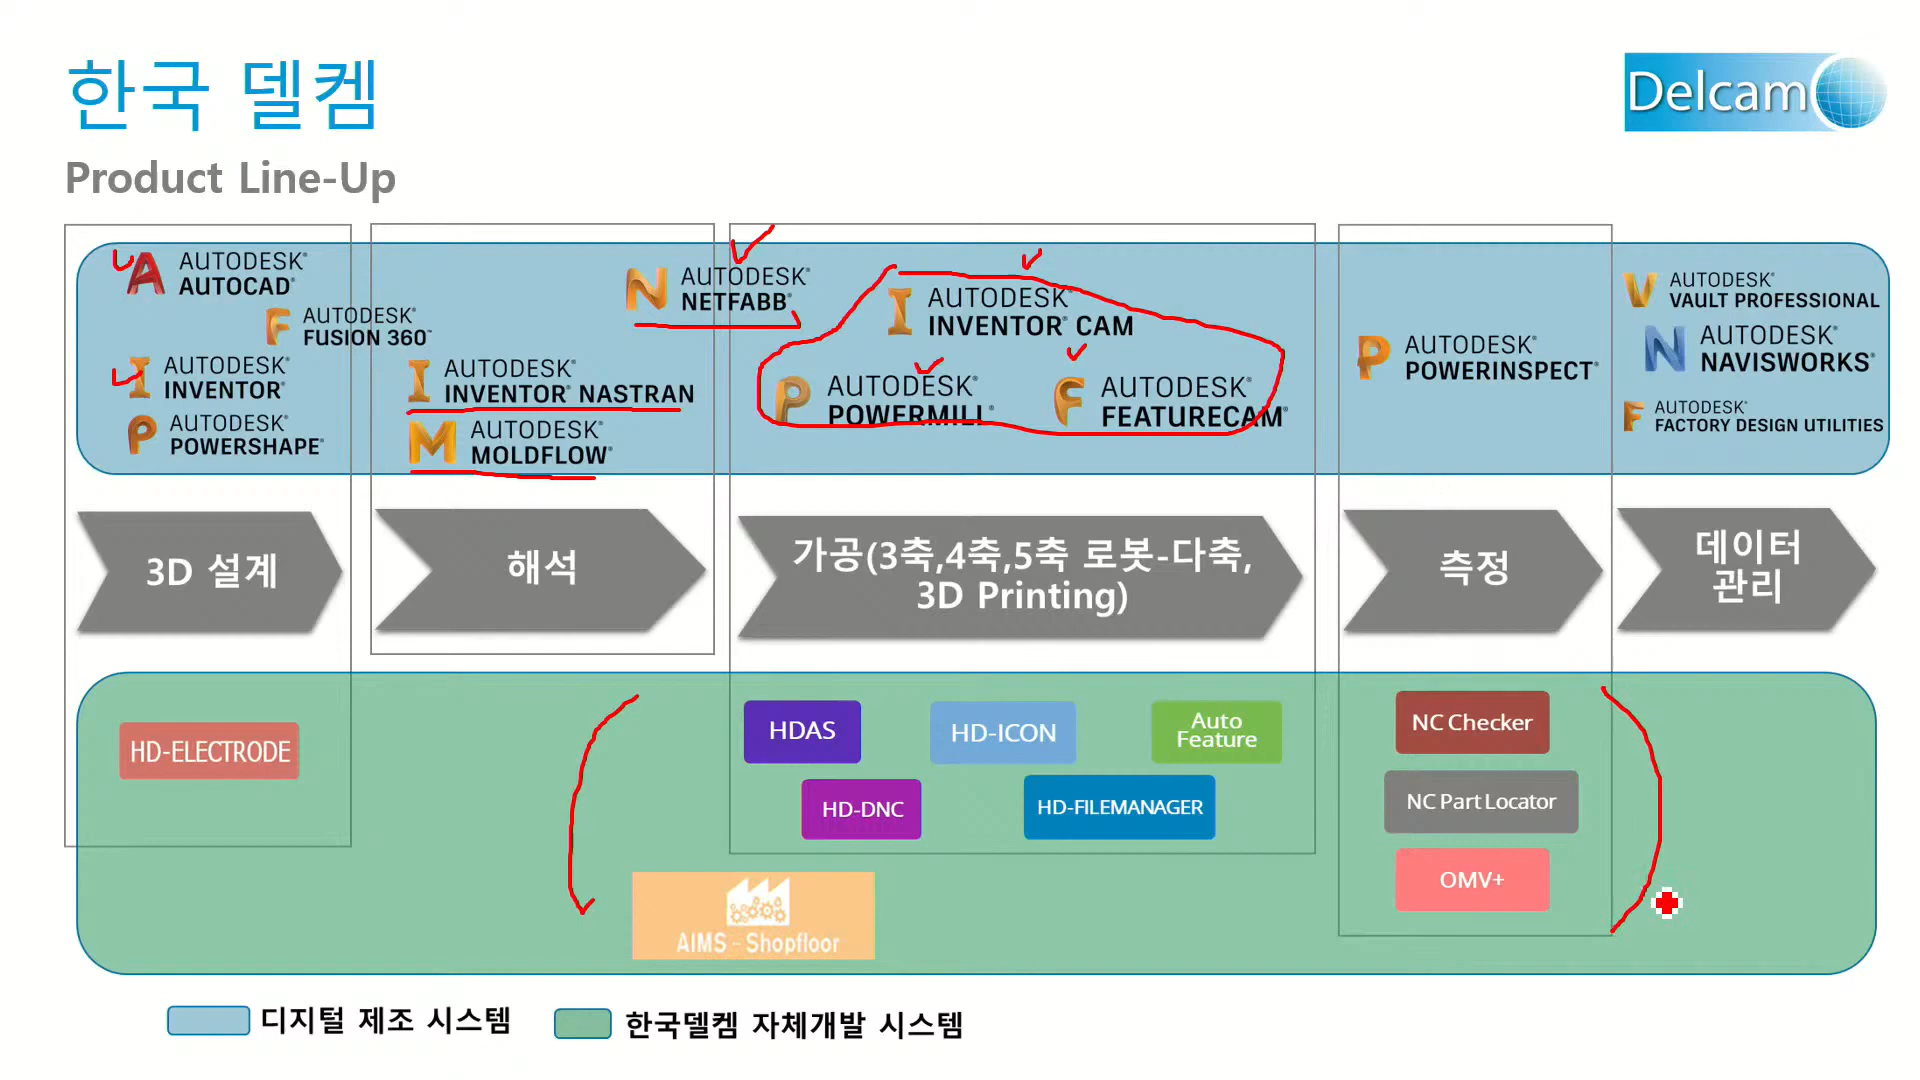 한국 델켐
Delcam
Product Line-Up
AUTODESK®
AUTOCAD®
AUTODESK®
FUSION 360™
AUTODESK®
INVENTOR®
AUTODESK®
POWERSHAPE®
AUTODESK®
NETFABB®
AUTODESK®
INVENTOR® NASTRAN
AUTODESK®
MOLDFLOW®
AUTODESK®
INVENTOR® CAM
AUTODESK®
POWERMILL®
AUTODESK®
FEATURECAM®
AUTODESK®
POWERINSPECT®
AUTODESK®
VAULT PROFESSIONAL
AUTODESK®
NAVISWORKS®
AUTODESK®
FACTORY DESIGN UTILITIES
3D 설계
해석
가공(3축,4축,5축 로봇-다축,
3D Printing)
측정
데이터
관리
HD-ELECTRODE
HDAS
HD-ICON
Auto
Feature
HD-DNC
HD-FILEMANAGER
NC Checker
NC Part Locator
OMV+
AIMS - Shopfloor
디지털 제조 시스템
한국델켐 자체개발 시스템